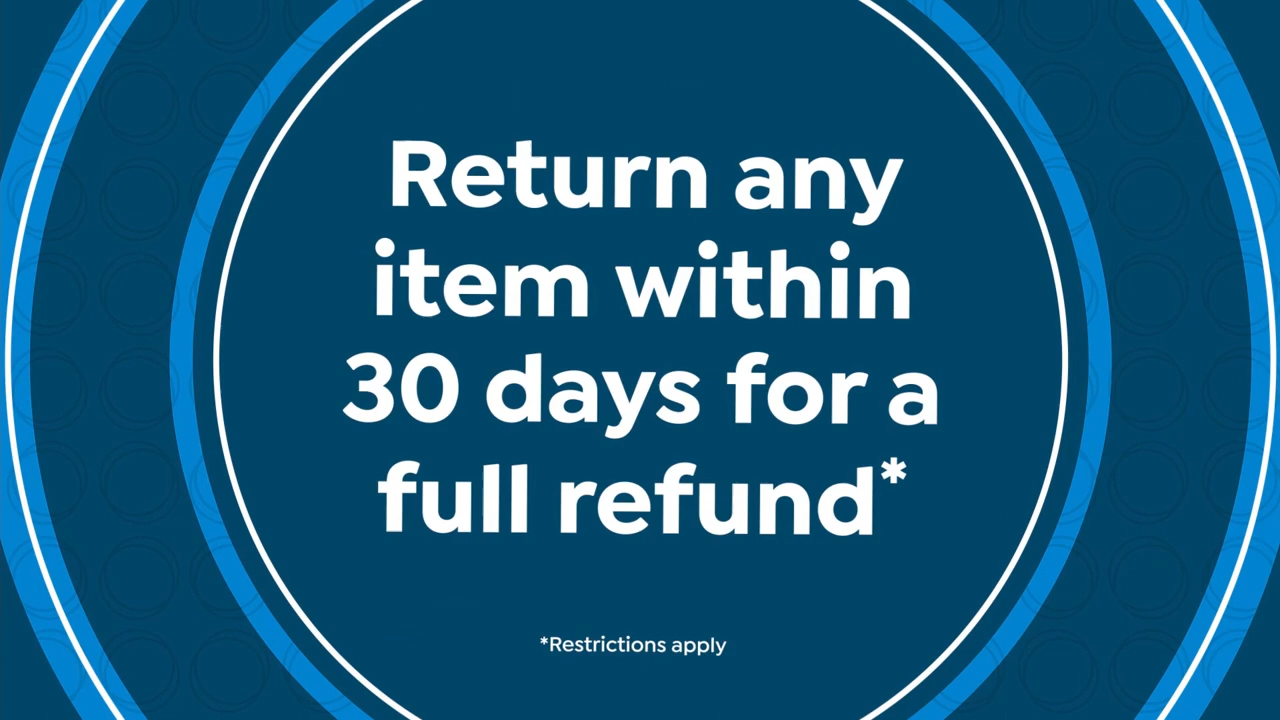 Return any
item within
30 days for a
full refund*
*Restrictions apply